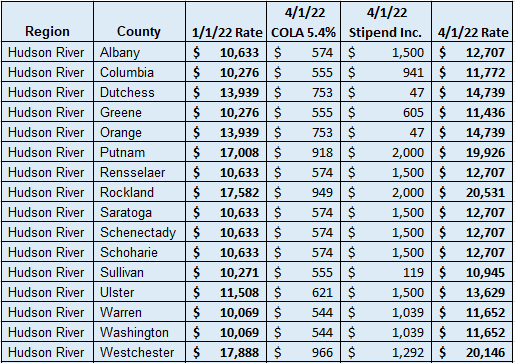 4/1/22 4/1/22
Region County 1/1/22 Rate COLA 5.4% Stipend Inc. 4/1/22 Rate
Hudson River Albany $ 10,633 $ 574 $ 1,500 $ 12,707
Hudson River Columbia $ 10,276 $ 555 $ 941 $ 11,772
Hudson River Dutchess $ 13,939 $ 753 $ 47 $ 14,739
Hudson River Greene $ 10,276 $ 555 $ 605 $ 11,436
Hudson River Orange $ 13,939 $ 753 $ 47 $ 14,739
Hudson River Putnam $ 17,008 $ 918 $ 2,000 $ 19,926
Hudson River Rensselaer $ 10,633 $ 574 $ 1,500 $ 12,707
Hudson River Rockland $ 17,582 $ 949 $ 2,000 $ 20,531
Hudson River Saratoga $ 10,633 $ 574 $ 1,500 $ 12,707
Hudson River Schenectady $ 10,633 $ 574 $ 1,500 $ 12,707
Hudson River Schoharie $ 10,633 $ 574 $ 1,500 $ 12,707
Hudson River Sullivan $ 10,271 $ 555 $ 119 $ 10,945
Hudson River Ulster $ 11,508 $ 621 $ 1,500 $ 13,629
Hudson River Warren $ 10,069 $ 544 $ 1,039 $ 11,652
Hudson River Washington $ 10,069 $ 544 $ 1,039 $ 11,652
Hudson River Westchester $ 17,888 $ 966 $ 1,292 $ 20,146